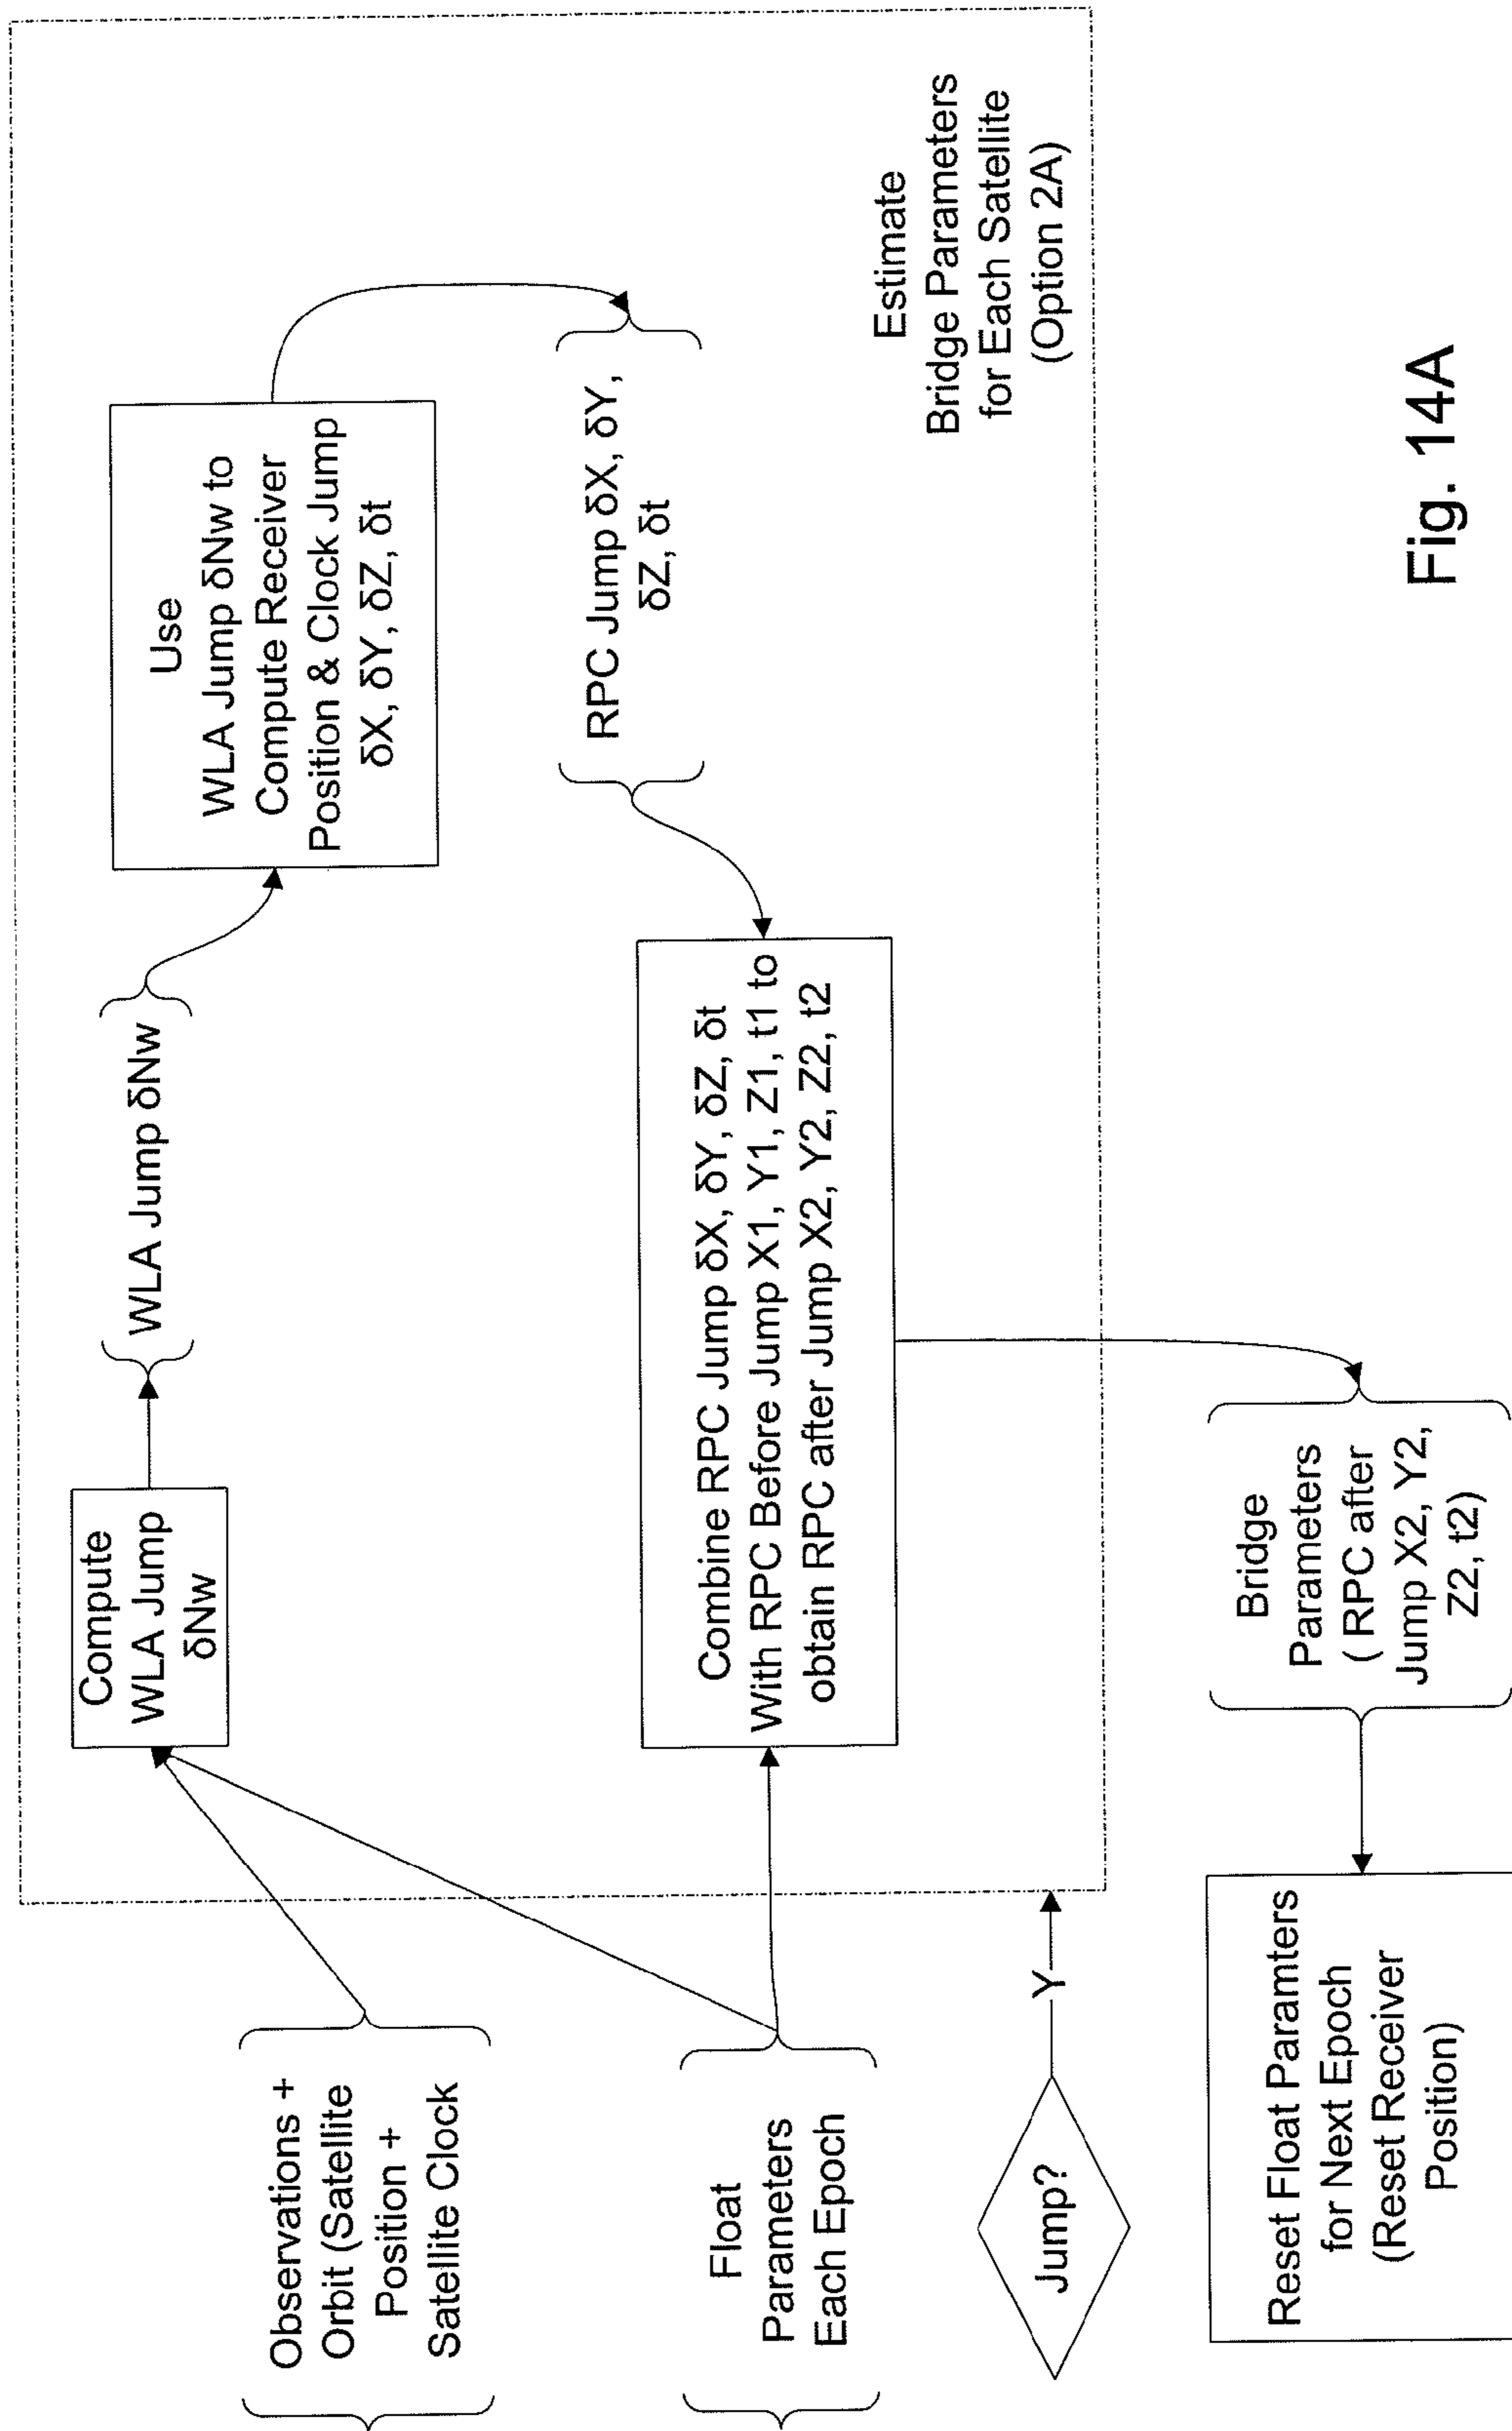 Observations +
Orbit (Satellite
Position +
Satellite Clock
Compute
WLA Jump
δNw
WLA Jump δNw
Use
WLA Jump δNw to
Compute Receiver
Position & Clock Jump
δX, δY, δZ, δt
Float
Parameters
Each Epoch
Combine RPC Jump δX, δY, δZ, δt
With RPC Before Jump X1, Y1, Z1, t1 to
obtain RPC after Jump X2, Y2, Z2, t2
RPC Jump δX, δY,
δZ, δt
Jump?
Y
Estimate
Bridge Parameters
for Each Satellite
(Option 2A)
Reset Float Paramters
for Next Epoch
(Reset Receiver
Position)
Bridge
Parameters
( RPC after
Jump X2, Y2,
Z2, t2)
Fig. 14A